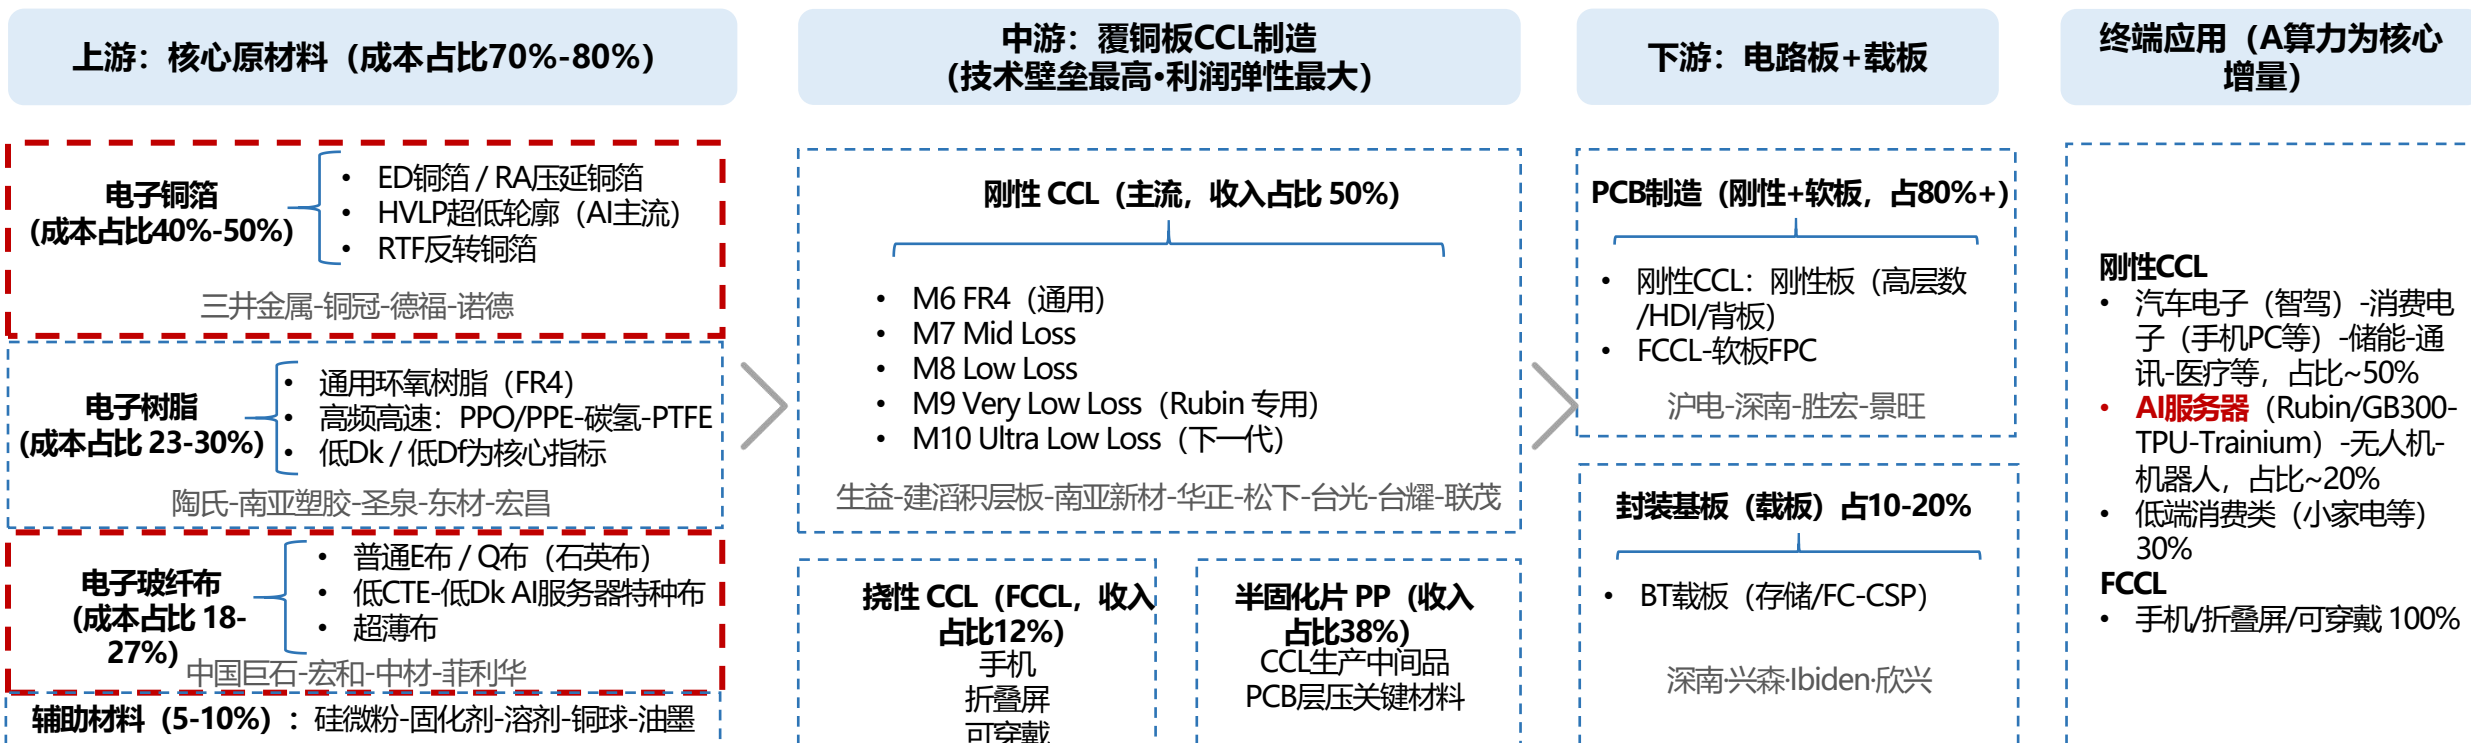 上游：核心原材料（成本占比70%-80%）
电子铜箔
(成本占比40%-50%)
• ED铜箔 / RA压延铜箔
• HVLP超低轮廓（AI主流）
• RTF反转铜箔
三井金属-铜冠-德福-诺德
电子树脂
(成本占比 23-30%)
• 通用环氧树脂（FR4）
• 高频高速：PPO/PPE-碳氢-PTFE
• 低Dk / 低Df为核心指标
陶氏-南亚塑胶-圣泉-东材-宏昌
电子玻纤布
(成本占比 18-
27%)
• 普通E布 / Q布（石英布）
• 低CTE-低Dk AI服务器特种布
• 超薄布
中国巨石-宏和-中材-菲利华
辅助材料（5-10%）：硅微粉-固化剂-溶剂-铜球-油墨
中游：覆铜板CCL制造
（技术壁垒最高·利润弹性最大）
刚性 CCL（主流，收入占比 50%）
• M6 FR4（通用）
• M7 Mid Loss
• M8 Low Loss
• M9 Very Low Loss（Rubin 专用）
• M10 Ultra Low Loss（下一代）
生益-建滔积层板-南亚新材-华正-松下-台光-台耀-联茂
挠性 CCL（FCCL，收入
占比12%)
手机
折叠屏
可穿戴
半固化片 PP（收入
占比38%)
CCL生产中间品
PCB层压关键材料
下游：电路板+载板
PCB制造（刚性+软板，占80%+）
• 刚性CCL：刚性板（高层数
/HDI/背板）
• FCCL-软板FPC
沪电-深南-胜宏-景旺
封装基板（载板）占10-20%
• BT载板（存储/FC-CSP）
深南·兴森·Ibiden·欣兴
终端应用（A算力为核心
增量）
刚性CCL
• 汽车电子（智驾）-消费电
子（手机PC等）-储能-通
讯-医疗等，占比~50%
• AI服务器（Rubin/GB300-
TPU-Trainium）-无人机-
机器人，占比~20%
• 低端消费类（小家电等）
30%
FCCL
• 手机/折叠屏/可穿戴 100%